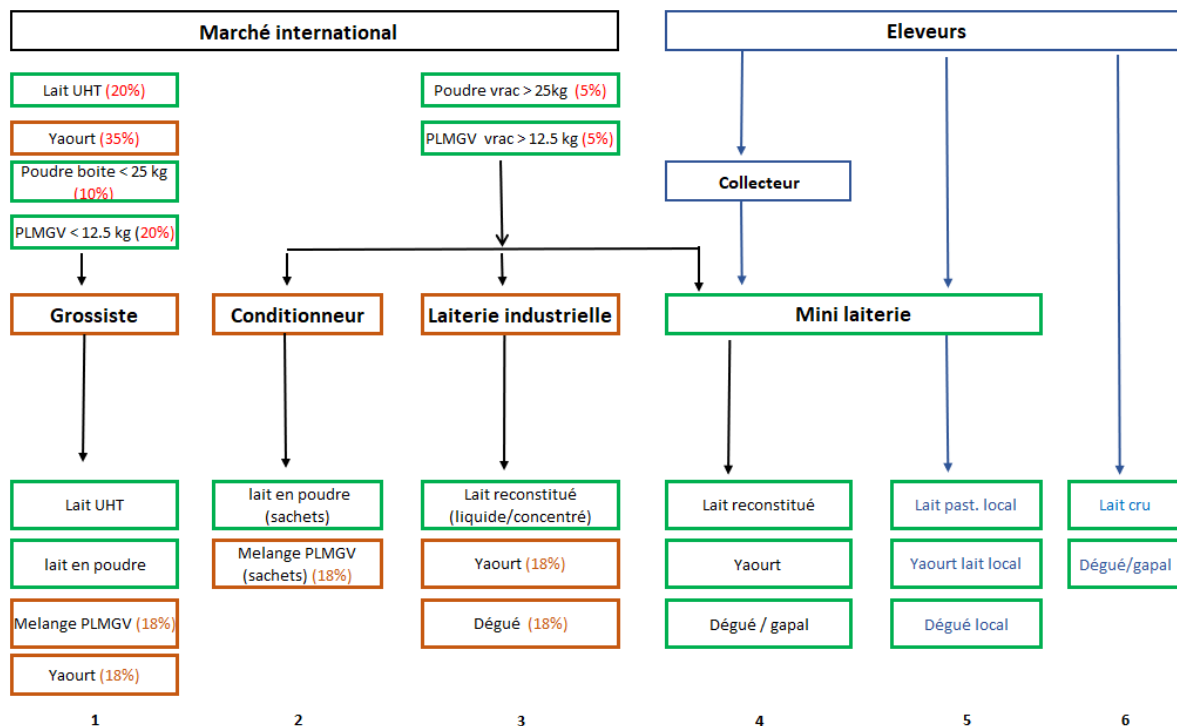 Marché international
Eleveurs
Lait UHT (20%)
Poudre vrac > 25kg (5%)
Yaourt (35%)
PLMGV vrac > 12.5 kg (5%)
Poudre boite < 25 kg
(10%)
Collecteur
PLMGV < 12.5 kg (20%)
Grossiste
Conditionneur
Laiterie industrielle
Mini laiterie
Lait UHT
lait en poudre
(sachets)
Lait reconstitué
(liquide/concentré)
Lait reconstitué
Lait past. local
Lait cru
lait en poudre
Melange PLMGV
(sachets) (18%)
Yaourt (18%)
Yaourt
Yaourt lait local
Dégué/gapal
Melange PLMGV (18%)
Dégué (18%)
Dégué / gapal
Dégué local
Yaourt (18%)
1
2
3
4
5
6